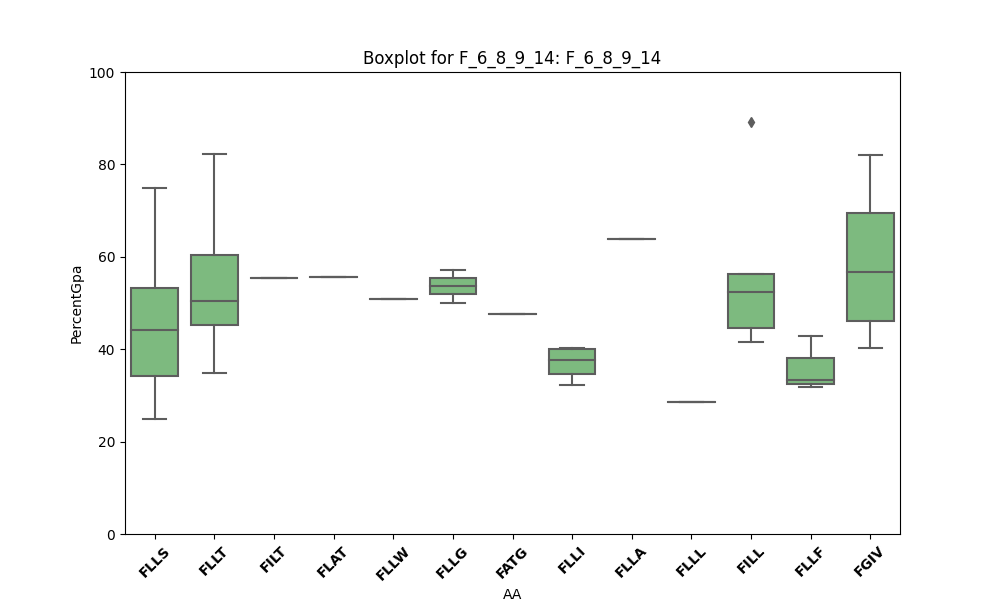 Boxplot for F_6_8_9_14: F_6_8_9_14
100
80
60
40
20
0
PercentGpa
FLLS
FLLT
FILT
FLAT
FLLW
FLLG
FATG
FLLI
FLLA
FLLL
FILL
FLLF
FGIV
AA